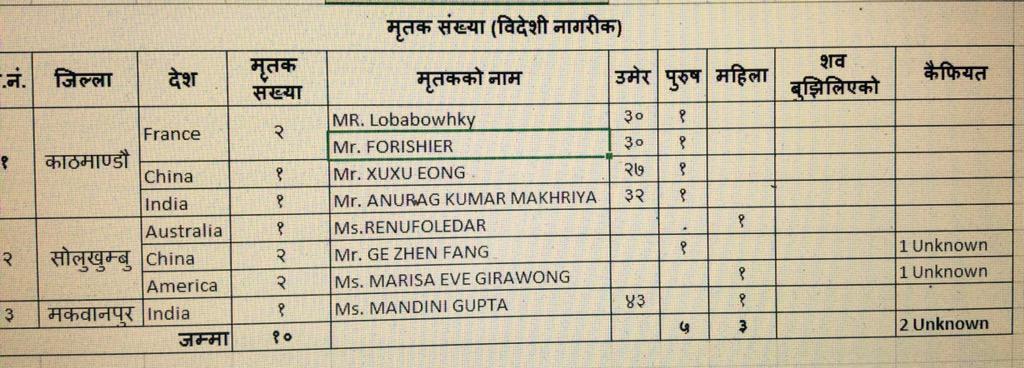 मृतक संख्या (विदेशी नागरीक)
.नं. जिल्ला देश मृतक संख्या मृतकको नाम उमेर पुरुष महिला शव बुझिलिएको कैफियत
१ काठमाण्डौ France २ MR. Lobabowhky ३० १
Mr. FORISHIER ३० १
China १ Mr. XUXU EONG २७ १
India १ Mr. ANURAG KUMAR MAKHRIYA ३२ १
२ सोलुखुम्बु Australia १ Ms.RENUFOLEDAR १
China २ Mr. GE ZHEN FANG १ 1 Unknown
America २ Ms. MARISA EVE GIRAWONG १ 1 Unknown
३ मकवानपुर India १ Ms. MANDINI GUPTA ४३ १
जम्मा १० ५ ३ 2 Unknown